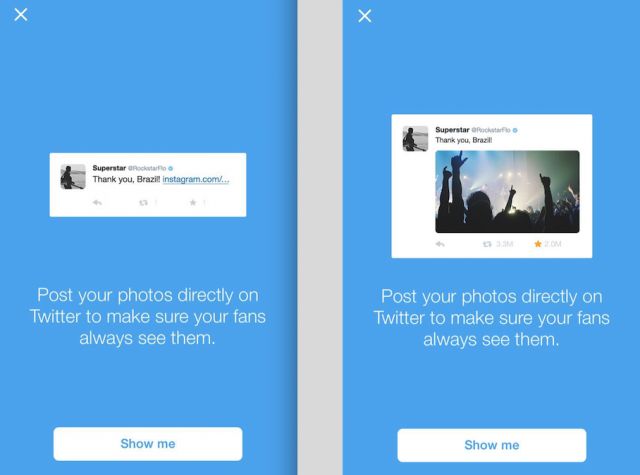 Superstar @RockstarFlo
Thank you, Brazil! instagram.com/...
1
1
Post your photos directly on
Twitter to make sure your fans
always see them.
Show me
Superstar @RockstarFlo
Thank you, Brazil!
3.3M
2.0M
Post your photos directly on
Twitter to make sure your fans
always see them.
Show me